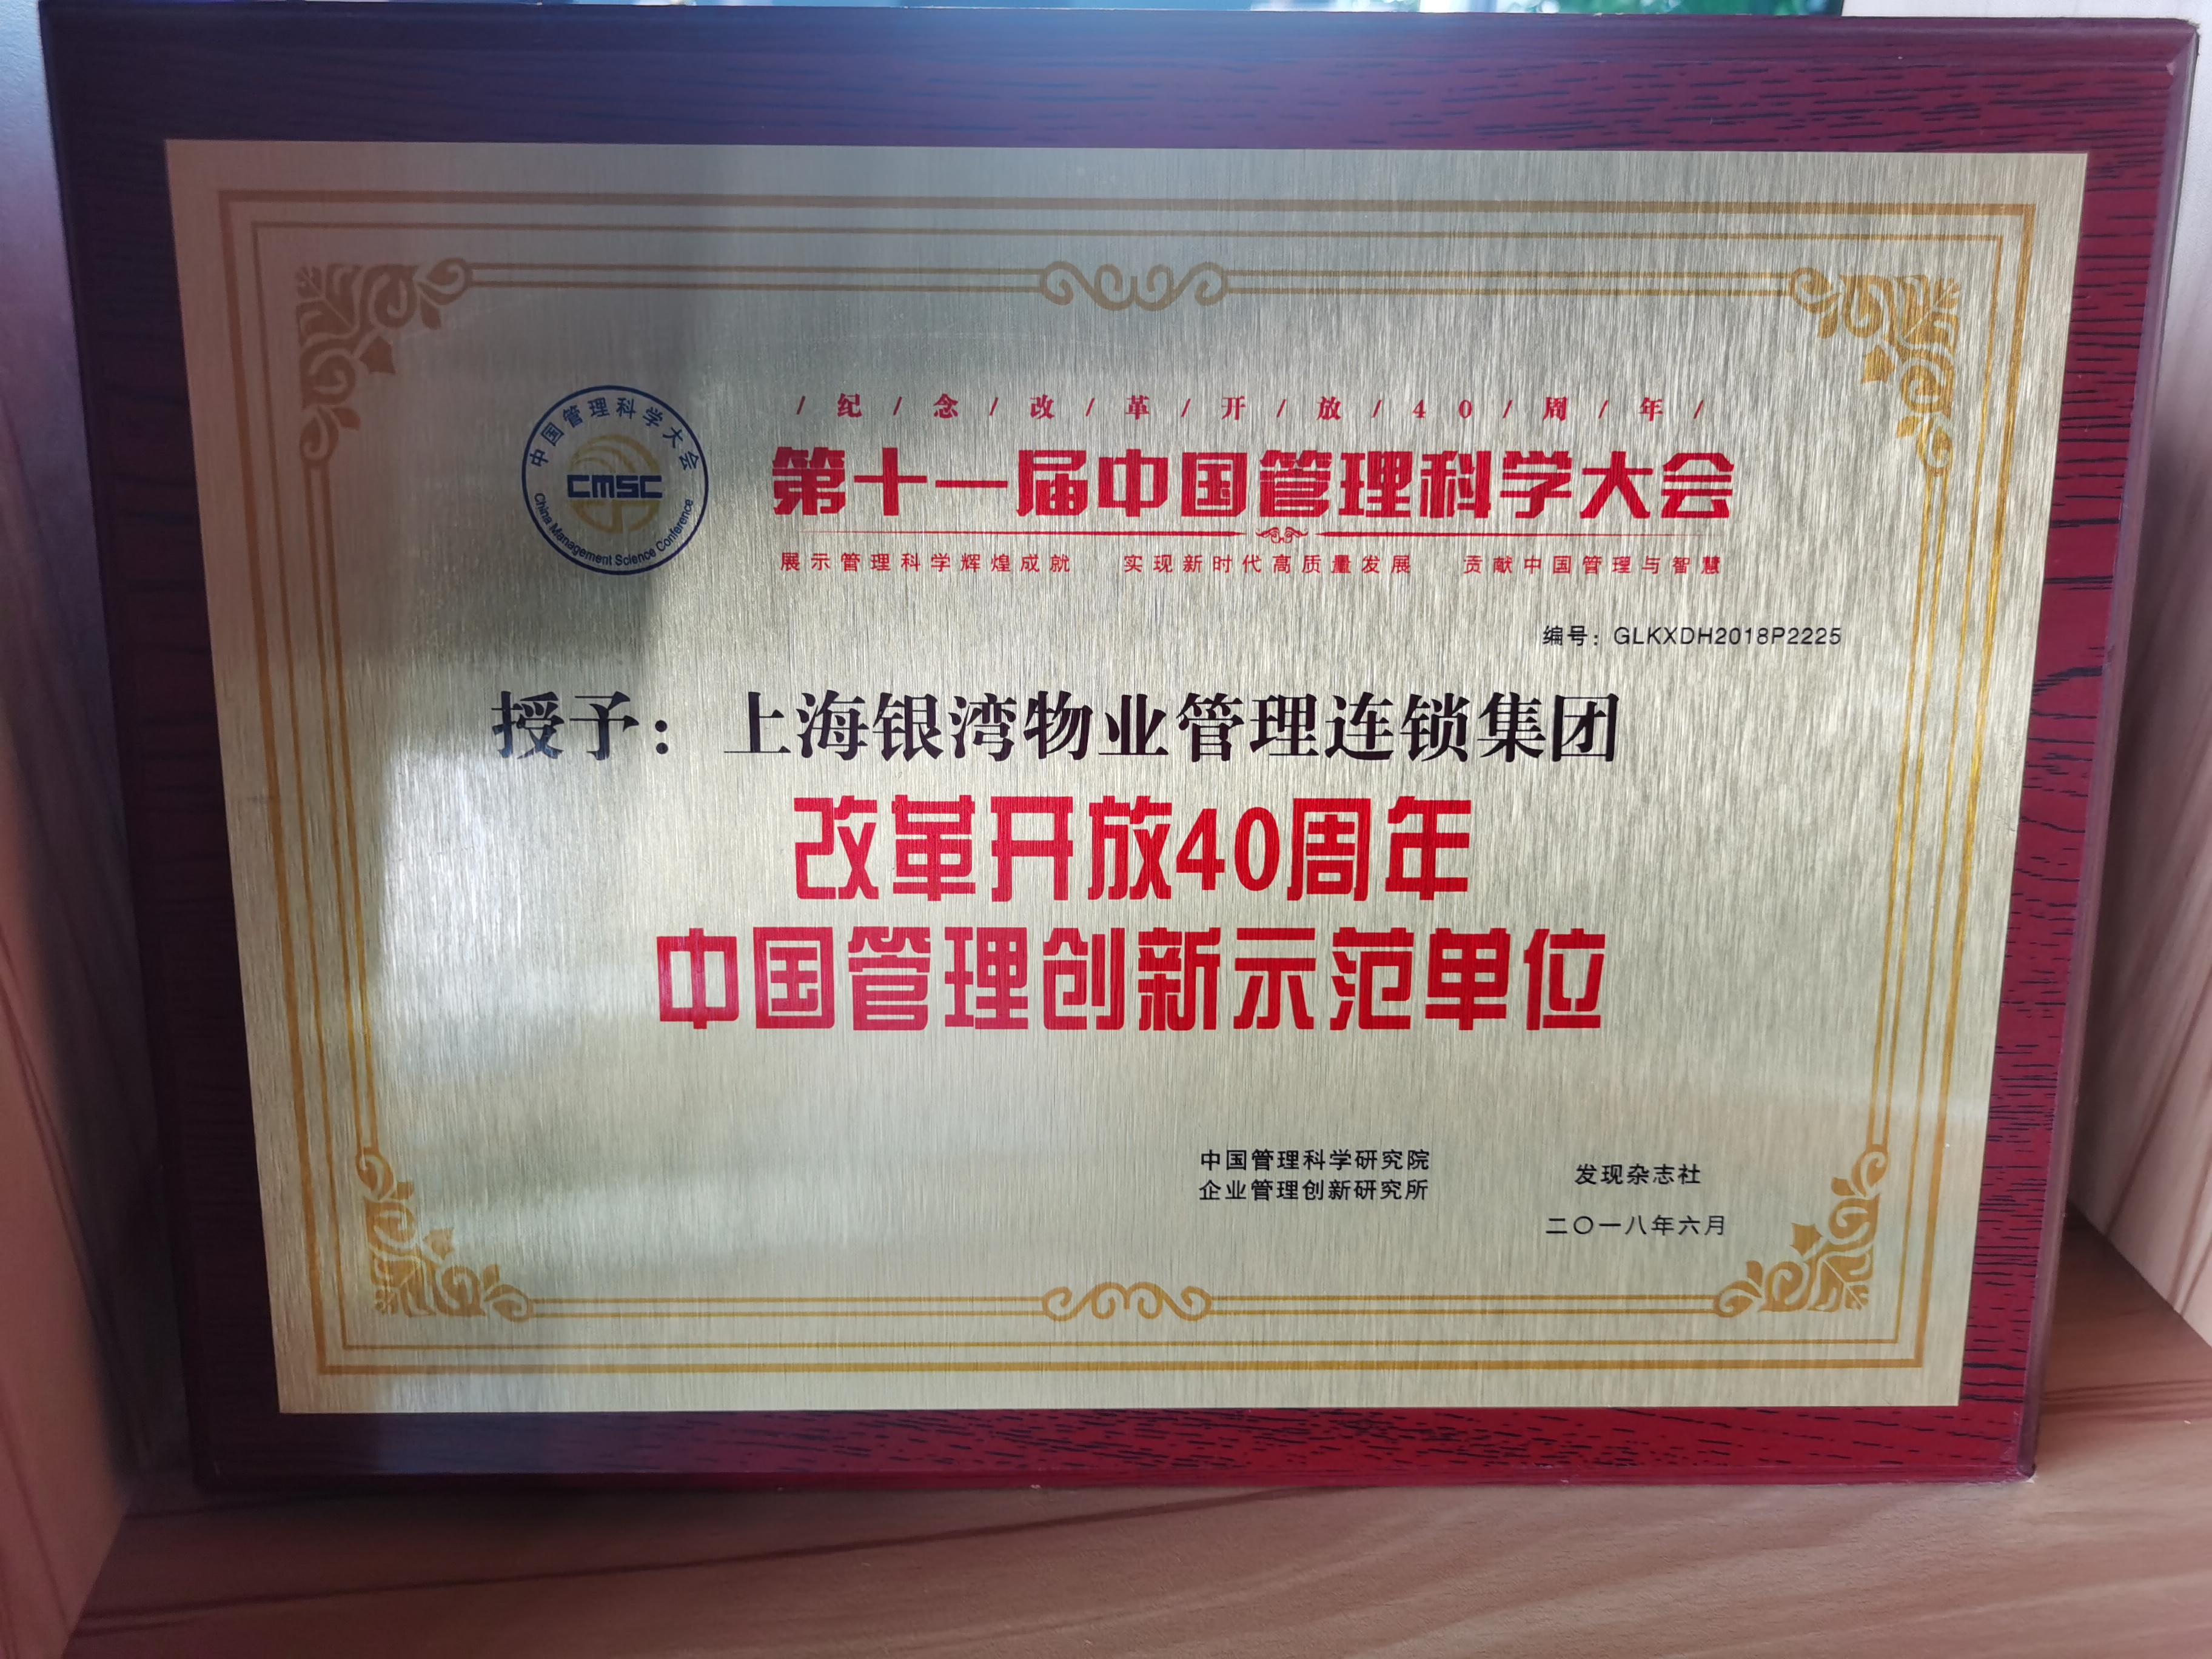 中国管理科学大会
CMSC
China Management Science Conference
/纪/念/改/革/开/放/40/周/年/
第十一届中国管理科学大会
展示管理科学辉煌成就 实现新时代高质量发展 贡献中国管理与智慧
编号：GLKXDH2018P2225
授予：上海银湾物业管理连锁集团
改革开放40周年
中国管理创新示范单位
中国管理科学研究院
企业管理创新研究所
发现杂志社
二〇一八年六月